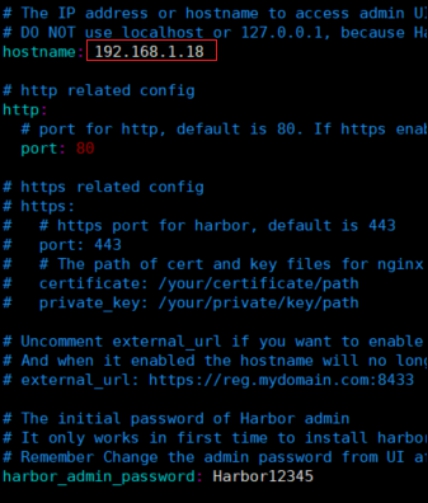 # The IP address or hostname to access admin UI
# DO NOT use localhost or 127.0.0.1, because Ha
hostname: 192.168.1.18
# http related config
http:
# port for http, default is 80. If https enab
port: 80
# https related config
# https:
#   # https port for harbor, default is 443
#   port: 443
#   # The path of cert and key files for nginx
#   certificate: /your/certificate/path
#   private_key: /your/private/key/path
# Uncomment external_url if you want to enable
# And when it enabled the hostname will no long
# external_url: https://reg.mydomain.com:8433
# The initial password of Harbor admin
# It only works in first time to install harbor
# Remember Change the admin password from UI a
harbor_admin_password: Harbor12345